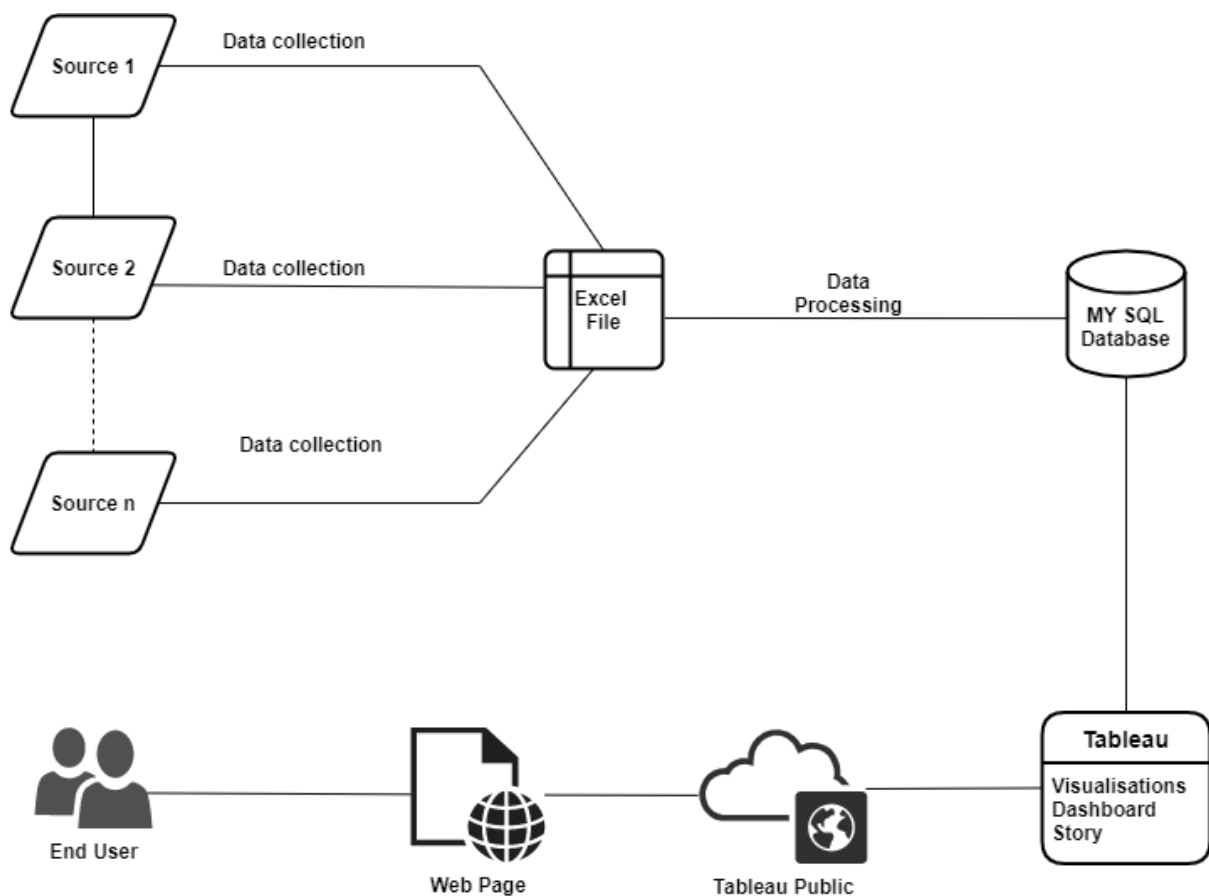 Source 1
Data collection
Source 2
Data collection
Excel
File
Data
Processing
MY SQL
Database
Source n
Data collection
Tableau
Visualisations
Dashboard
Story
End User
Web Page
Tableau Public